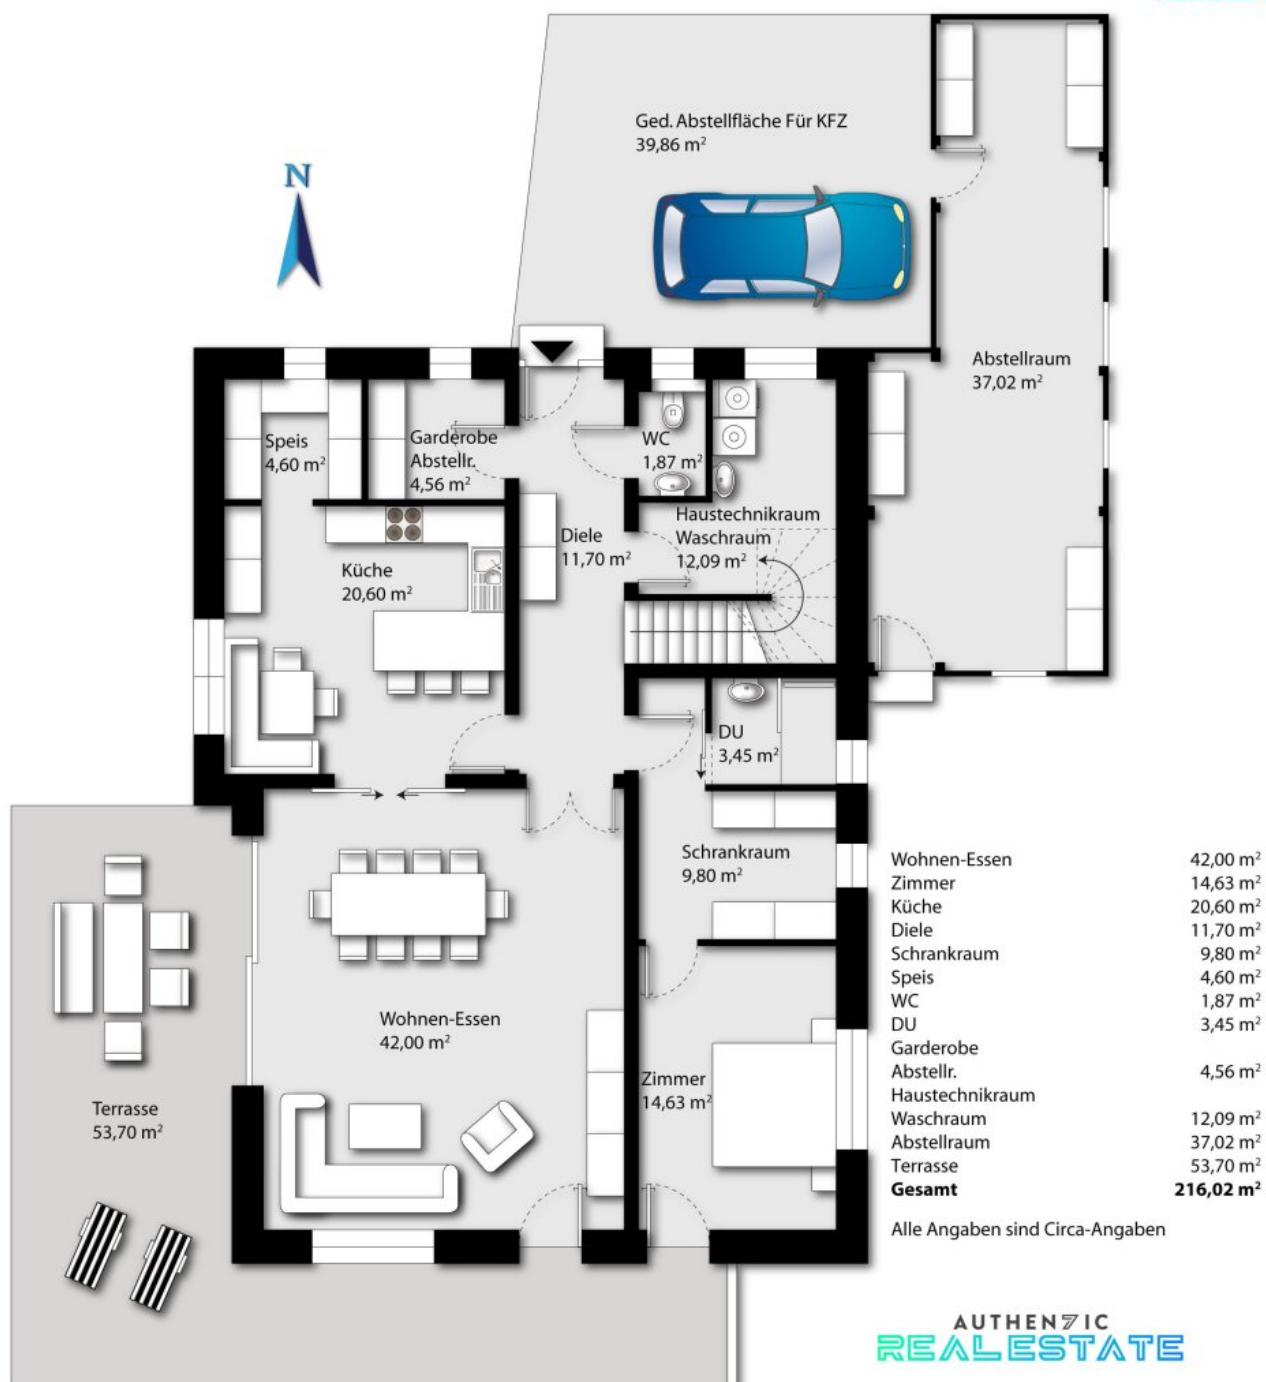 Ged. Abstellfläche Für KFZ
39,86 m²
N
Abstellraum
37,02 m²
Speis
4,60 m²
Garderobe
Abstellr.
4,56 m²
WC
1,87 m²
Haustechnikraum
Waschraum
12,09 m²
Diele
11,70 m²
Küche
20,60 m²
DU
3,45 m²
Schrankraum
9,80 m²
Wohnen-Essen
42,00 m²
Zimmer
14,63 m²
Terrasse
53,70 m²
Wohnen-Essen 42,00 m²
Zimmer 14,63 m²
Küche 20,60 m²
Diele 11,70 m²
Schrankraum 9,80 m²
Speis 4,60 m²
WC 1,87 m²
DU 3,45 m²
Garderobe
Abstellr. 4,56 m²
Haustechnikraum
Waschraum 12,09 m²
Abstellraum 37,02 m²
Terrasse 53,70 m²
Gesamt 216,02 m²
Alle Angaben sind Circa-Angaben
AUTHEN7IC
REALESTATE